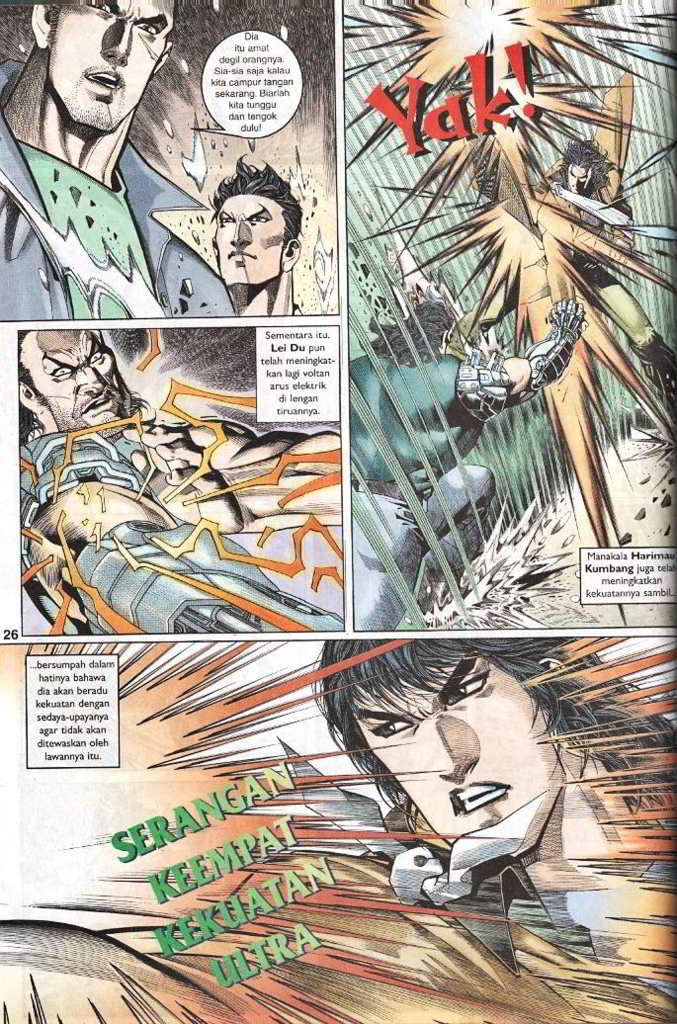 Dia
itu amat
degil orangnya.
Sia-sia saja kalau
kita campur tangan
sekarang. Biarlah
kita tunggu
dan tengok
dulu!
Yak!
Sementara itu,
Lei Du pun
telah meningkat-
kan lagi voltan
arus elektrik
di lengan
tiruannya.
Manakala Harimau
Kumbang juga telah
meningkatkan
kekuatannya sambil...
26
...bersumpah dalam
hatinya bahawa
dia akan beradu
kekuatan dengan
sedaya-upayanya
agar tidak akan
ditewaskan oleh
lawannya itu.
SERANGAN
KEEMPAT
KEKUATAN
ULTRA